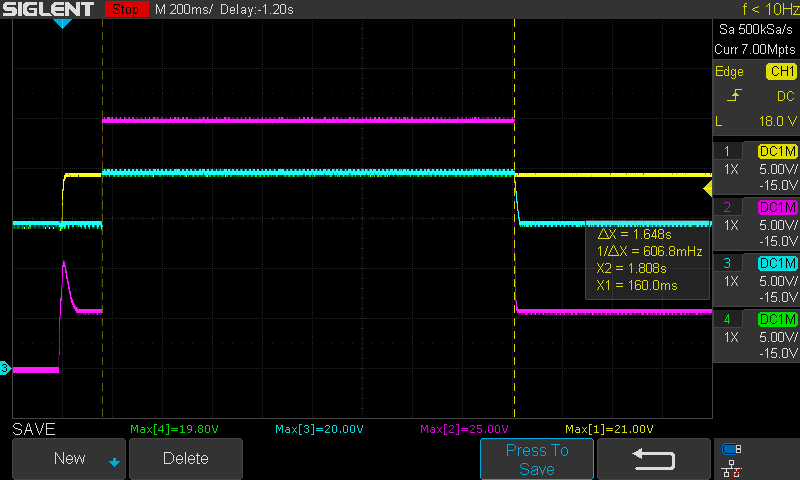 SIGLENT Stop M 200ms/ Delay:-1.20s f < 10Hz
Sa 500kSa/s
Curr 7.00Mpts
Edge CH1
DC
L 18.0 V
1 DC1M
1X 5.00V/
-15.0V
2 DC1M
1X 5.00V/
-15.0V
3 DC1M
1X 5.00V/
-15.0V
4 DC1M
1X 5.00V/
-15.0V
ΔX = 1.648s
1/ΔX = 606.8mHz
X2 = 1.808s
X1 = 160.0ms
3
SAVE Max[4]=19.80V Max[3]=20.00V Max[2]=25.00V Max[1]=21.00V
New Delete Press To
Save